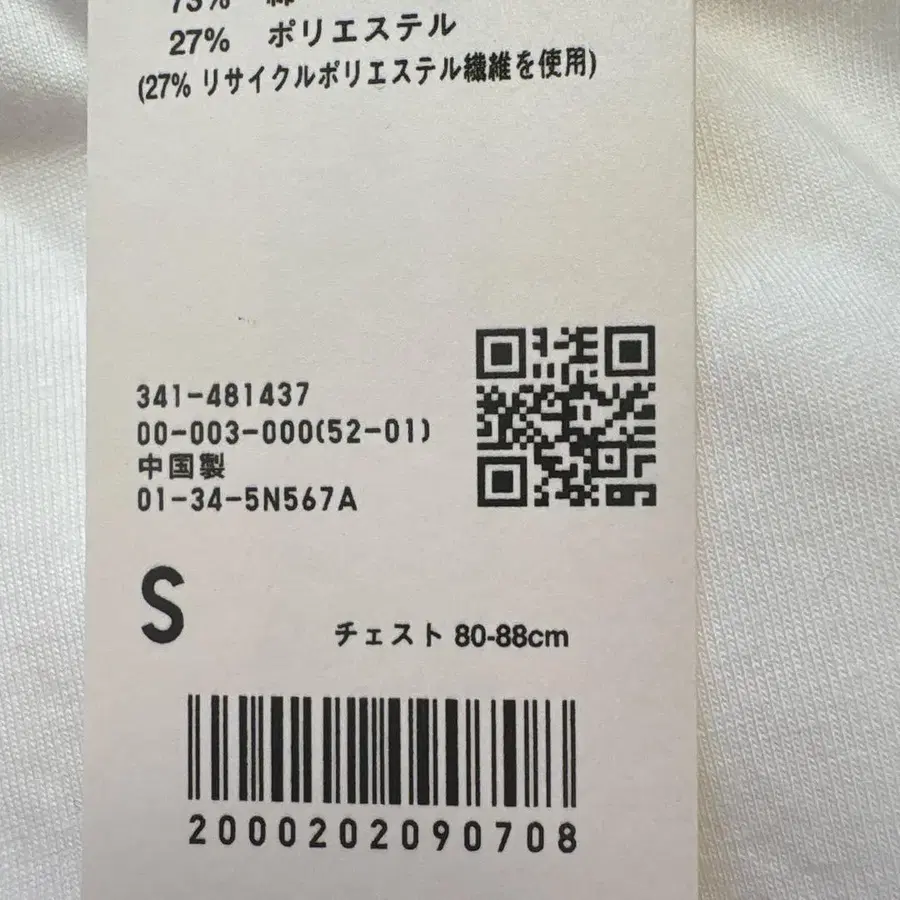 27% ポリエステル
(27% リサイクルポリエステル繊維を使用)
341-481437
00-003-000(52-01)
中国製
01-34-5N567A
S
チェスト 80-88cm
2000202090708